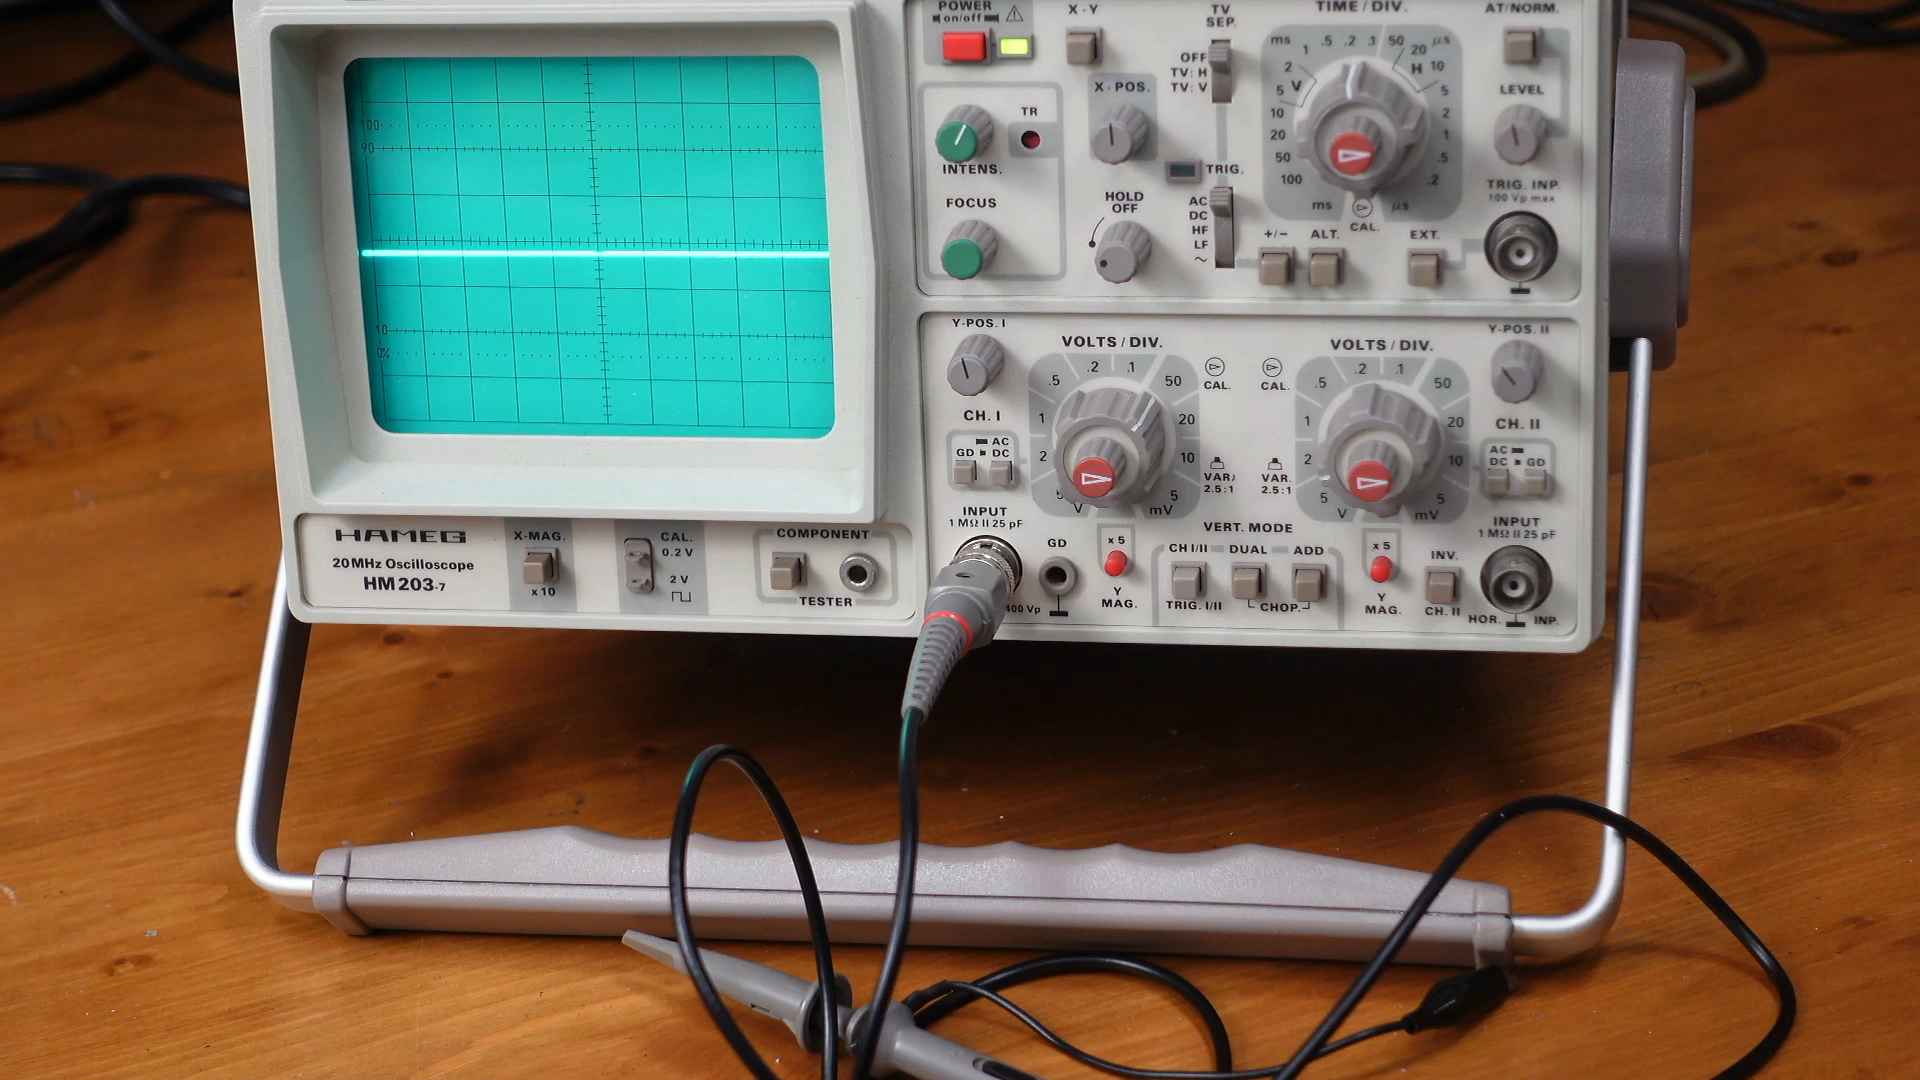 POWER
on/off
X-Y
TV
SEP.
OFF
TV: H
TV: V
TIME/DIV.
ms
1
.5
.2
.1
50
µs
20
10
5
2
1
.5
.2
µs
2
5
10
20
50
100
ms
V
H
CAL.
AT/NORM.
LEVEL
TRIG. INP.
100 Vp max
X-POS.
TR
INTENS.
FOCUS
HOLD
OFF
TRIG.
AC
DC
HF
LF
~
+/−
ALT.
EXT.
100
90
10
0%
Y-POS. I
VOLTS/DIV.
.5
.2
.1
50
20
10
5
mV
1
2
5
V
CAL.
CAL.
VOLTS/DIV.
.5
.2
.1
50
20
10
5
mV
1
2
5
V
Y-POS. II
CH. I
AC
GD DC
CH. II
AC
DC GD
VAR.
2.5:1
VAR.
2.5:1
INPUT
1 MΩ II 25 pF
400 Vp
GD
x5
Y
MAG.
VERT. MODE
CH I/II DUAL ADD
TRIG. I/II CHOP.
x5
Y
MAG.
INV.
CH. II
INPUT
1 MΩ II 25 pF
HOR. INP.
HAMEG
20MHz Oscilloscope
HM203-7
X-MAG.
x10
CAL.
0.2 V
2 V
COMPONENT
TESTER